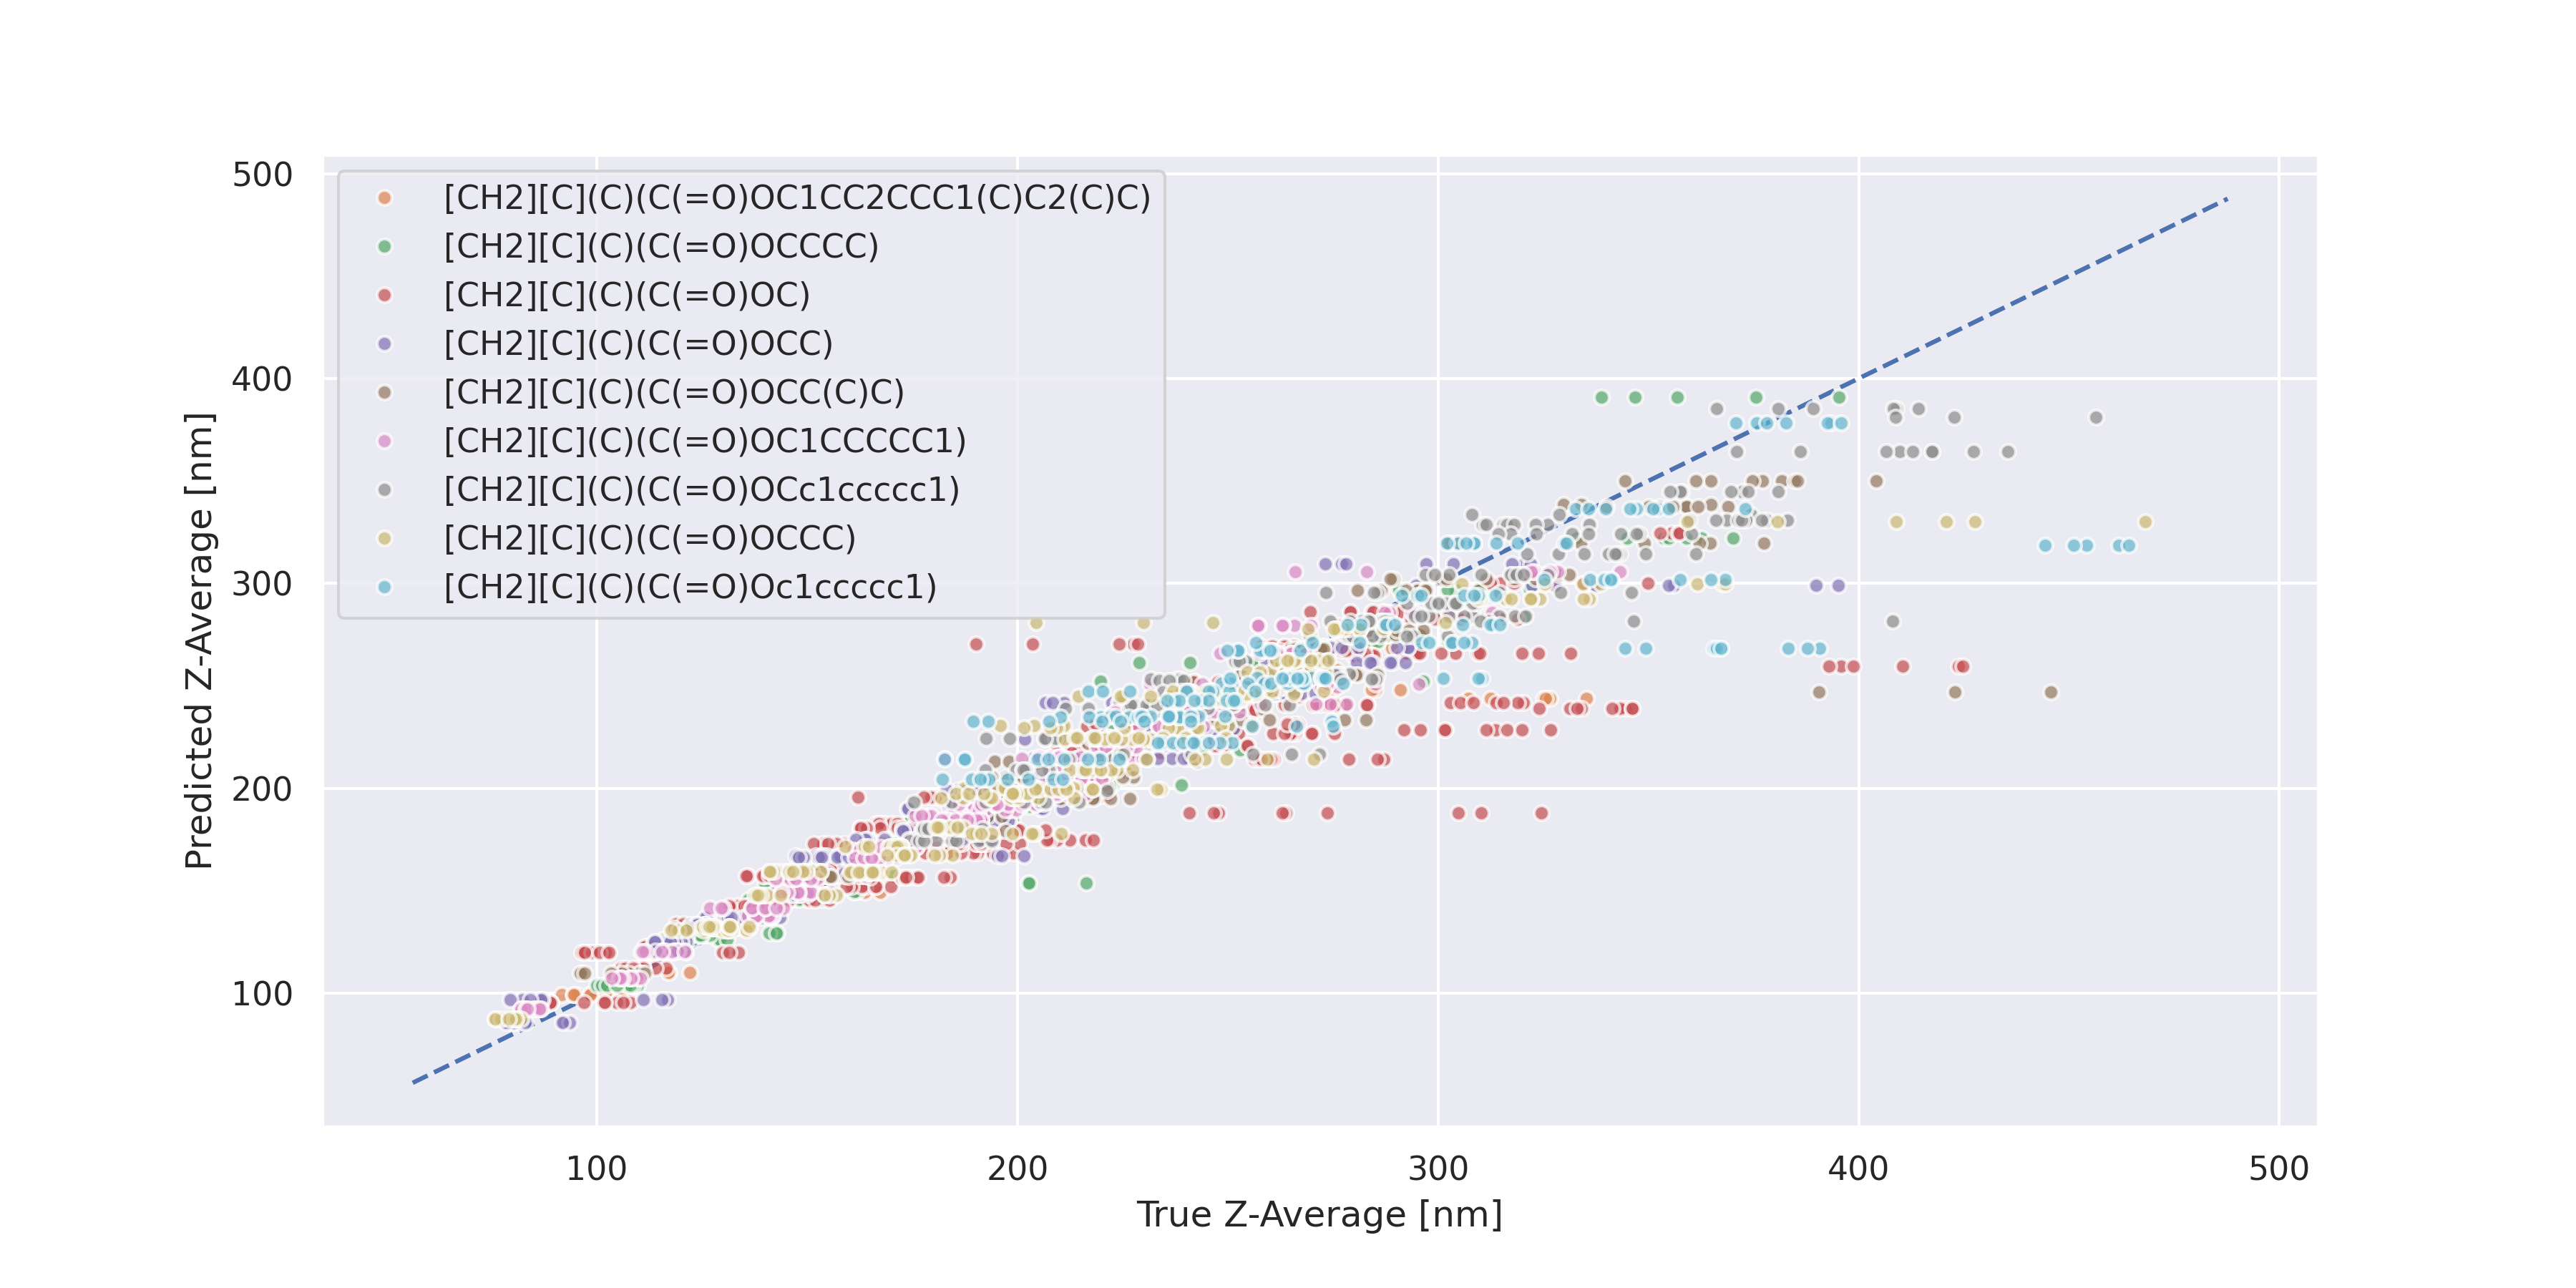 500
400
300
200
100
Predicted Z-Average [nm]
[CH2][C](C)(C(=O)OC1CC2CCC1(C)C2(C)C)
[CH2][C](C)(C(=O)OCCCC)
[CH2][C](C)(C(=O)OC)
[CH2][C](C)(C(=O)OCC)
[CH2][C](C)(C(=O)OCC(C)C)
[CH2][C](C)(C(=O)OC1CCCCC1)
[CH2][C](C)(C(=O)OCc1ccccc1)
[CH2][C](C)(C(=O)OCCC)
[CH2][C](C)(C(=O)Oc1ccccc1)
100 200 300 400 500
True Z-Average [nm]